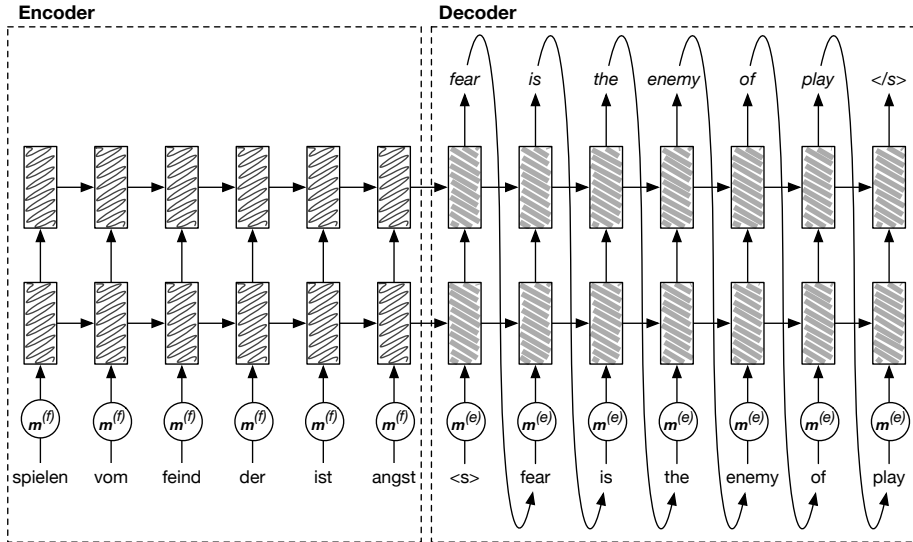 Encoder Decoder
fear is the enemy of play </s>
m(f) m(f) m(f) m(f) m(f) m(f) m(e) m(e) m(e) m(e) m(e) m(e) m(e)
spielen vom feind der ist angst <s> fear is the enemy of play